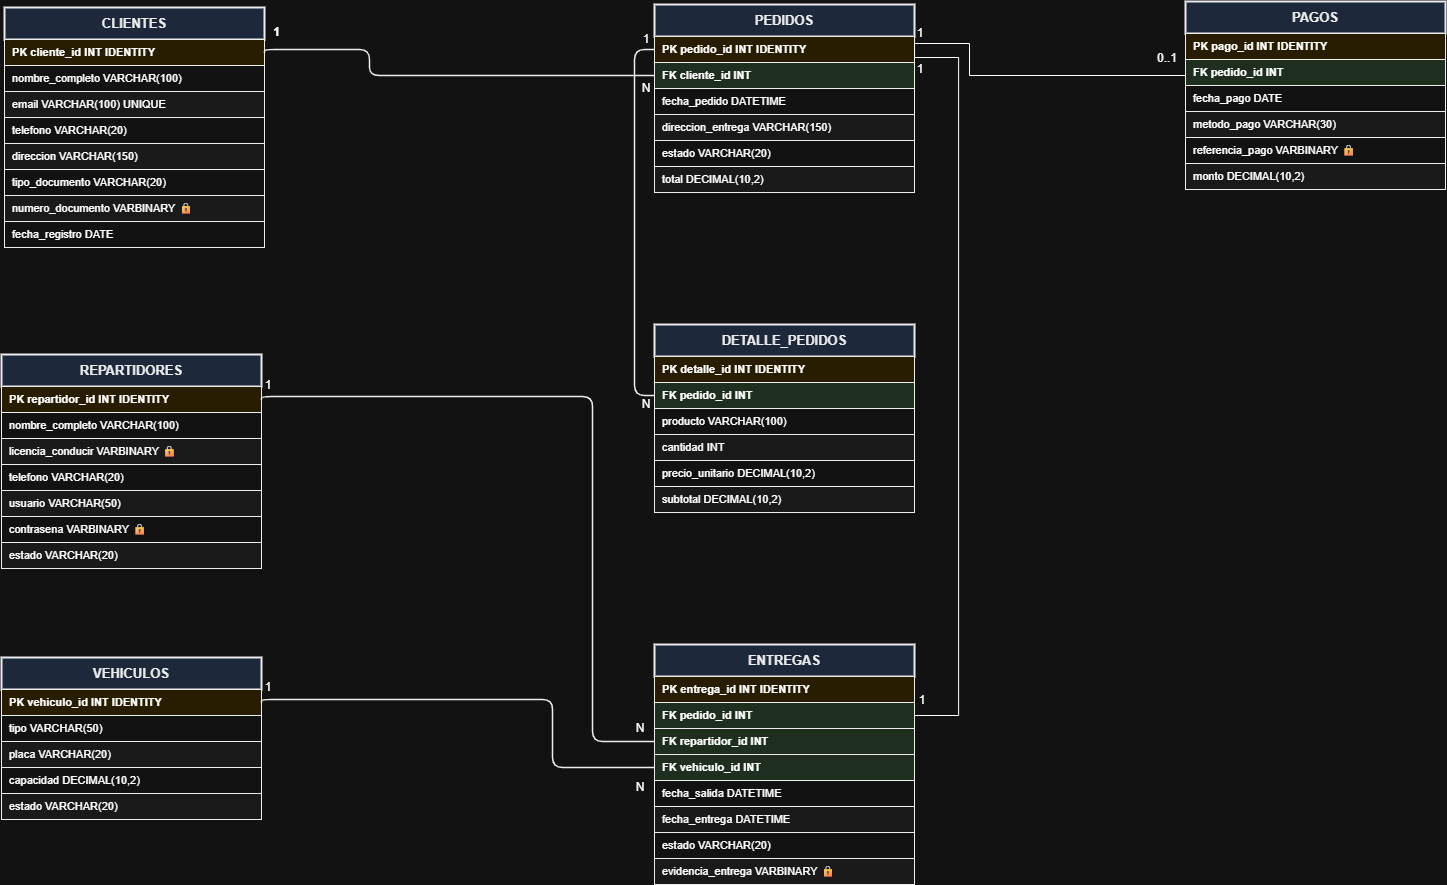 CLIENTES
PK cliente_id INT IDENTITY
nombre_completo VARCHAR(100)
email VARCHAR(100) UNIQUE
telefono VARCHAR(20)
direccion VARCHAR(150)
tipo_documento VARCHAR(20)
numero_documento VARBINARY 🔒
fecha_registro DATE
1
N
PEDIDOS
PK pedido_id INT IDENTITY
FK cliente_id INT
fecha_pedido DATETIME
direccion_entrega VARCHAR(150)
estado VARCHAR(20)
total DECIMAL(10,2)
1
1
1
0..1
PAGOS
PK pago_id INT IDENTITY
FK pedido_id INT
fecha_pago DATE
metodo_pago VARCHAR(30)
referencia_pago VARBINARY 🔒
monto DECIMAL(10,2)
DETALLE_PEDIDOS
PK detalle_id INT IDENTITY
FK pedido_id INT
producto VARCHAR(100)
cantidad INT
precio_unitario DECIMAL(10,2)
subtotal DECIMAL(10,2)
N
REPARTIDORES
PK repartidor_id INT IDENTITY
nombre_completo VARCHAR(100)
licencia_conducir VARBINARY 🔒
telefono VARCHAR(20)
usuario VARCHAR(50)
contrasena VARBINARY 🔒
estado VARCHAR(20)
1
VEHICULOS
PK vehiculo_id INT IDENTITY
tipo VARCHAR(50)
placa VARCHAR(20)
capacidad DECIMAL(10,2)
estado VARCHAR(20)
1
N
N
ENTREGAS
PK entrega_id INT IDENTITY
FK pedido_id INT
FK repartidor_id INT
FK vehiculo_id INT
fecha_salida DATETIME
fecha_entrega DATETIME
estado VARCHAR(20)
evidencia_entrega VARBINARY 🔒
1